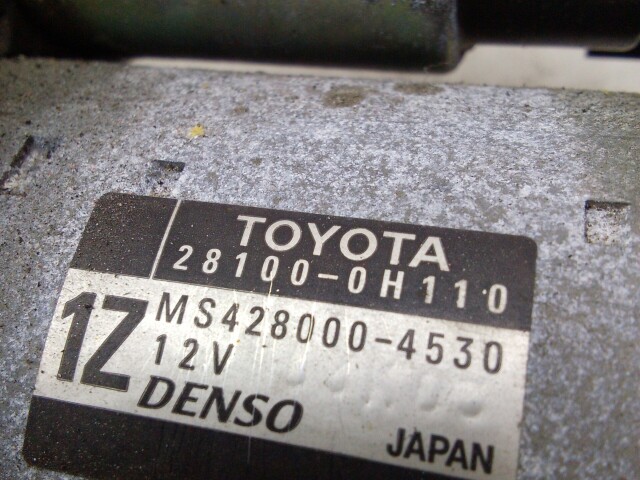 TOYOTA
28100-0H110
1Z
MS428000-4530
12V
DENSO
JAPAN